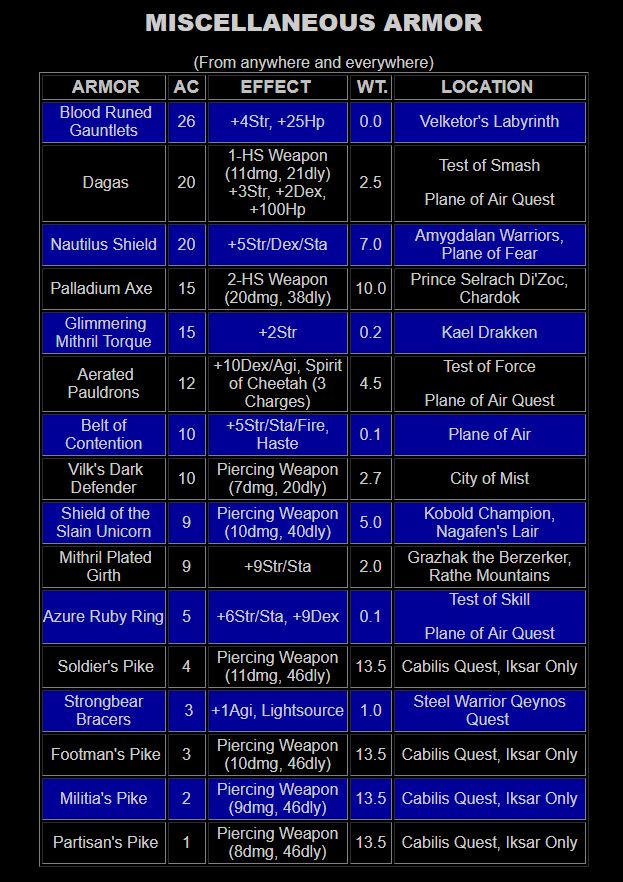 MISCELLANEOUS ARMOR
(From anywhere and everywhere)
ARMOR AC EFFECT WT. LOCATION
Blood Runed
Gauntlets 26 +4Str, +25Hp 0.0 Velketor's Labyrinth
Dagas 20 1-HS Weapon
(11dmg, 21dly)
+3Str, +2Dex,
+100Hp 2.5 Test of Smash
Plane of Air Quest
Nautilus Shield 20 +5Str/Dex/Sta 7.0 Amygdalan Warriors,
Plane of Fear
Palladium Axe 15 2-HS Weapon
(20dmg, 38dly) 10.0 Prince Selrach Di'Zoc,
Chardok
Glimmering
Mithril Torque 15 +2Str 0.2 Kael Drakken
Aerated
Pauldrons 12 +10Dex/Agi, Spirit
of Cheetah (3
Charges) 4.5 Test of Force
Plane of Air Quest
Belt of
Contention 10 +5Str/Sta/Fire,
Haste 0.1 Plane of Air
Vilk's Dark
Defender 10 Piercing Weapon
(7dmg, 20dly) 2.7 City of Mist
Shield of the
Slain Unicorn 9 Piercing Weapon
(10dmg, 40dly) 5.0 Kobold Champion,
Nagafen's Lair
Mithril Plated
Girth 9 +9Str/Sta 2.0 Grazhak the Berzerker,
Rathe Mountains
Azure Ruby Ring 5 +6Str/Sta, +9Dex 0.1 Test of Skill
Plane of Air Quest
Soldier's Pike 4 Piercing Weapon
(11dmg, 46dly) 13.5 Cabilis Quest, Iksar Only
Strongbear
Bracers 3 +1Agi, Lightsource 1.0 Steel Warrior Qeynos
Quest
Footman's Pike 3 Piercing Weapon
(10dmg, 46dly) 13.5 Cabilis Quest, Iksar Only
Militia's Pike 2 Piercing Weapon
(9dmg, 46dly) 13.5 Cabilis Quest, Iksar Only
Partisan's Pike 1 Piercing Weapon
(8dmg, 46dly) 13.5 Cabilis Quest, Iksar Only